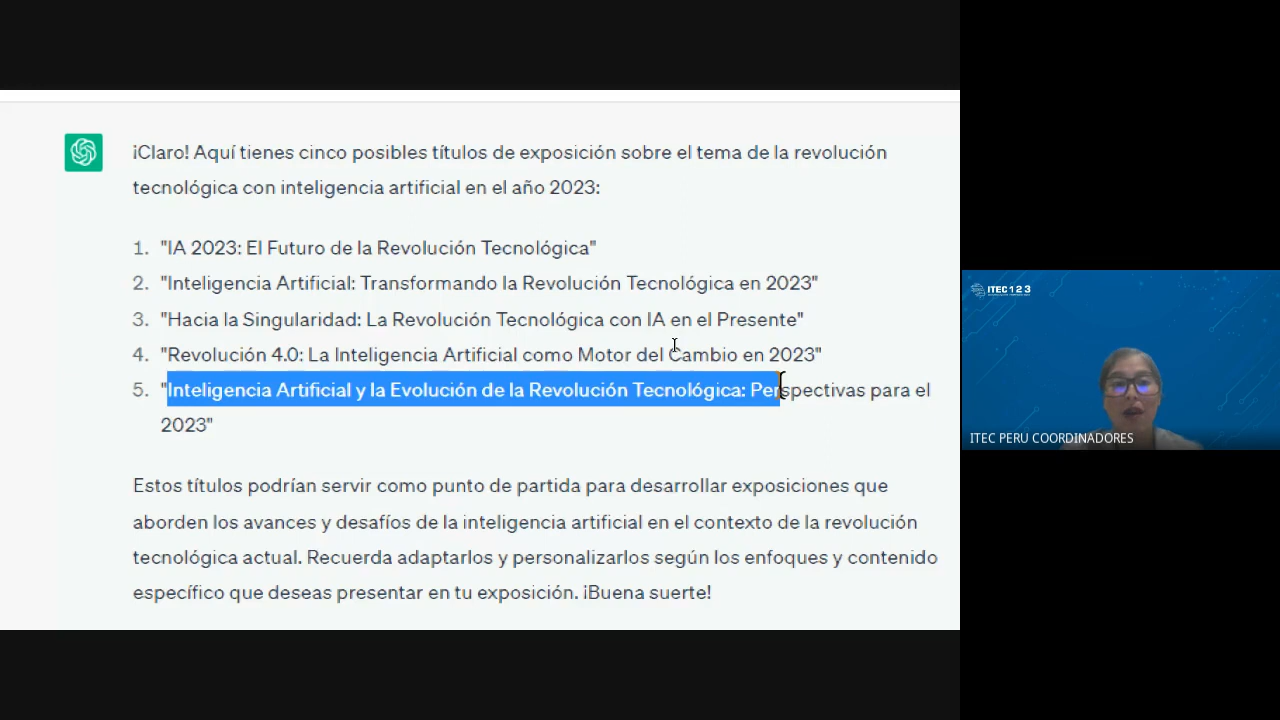 ¡Claro! Aquí tienes cinco posibles títulos de exposición sobre el tema de la revolución
tecnológica con inteligencia artificial en el año 2023:
1. "IA 2023: El Futuro de la Revolución Tecnológica"
2. "Inteligencia Artificial: Transformando la Revolución Tecnológica en 2023"
3. "Hacia la Singularidad: La Revolución Tecnológica con IA en el Presente"
4. "Revolución 4.0: La Inteligencia Artificial como Motor del Cambio en 2023"
5. "Inteligencia Artificial y la Evolución de la Revolución Tecnológica: Perspectivas para el
2023"
Estos títulos podrían servir como punto de partida para desarrollar exposiciones que
aborden los avances y desafíos de la inteligencia artificial en el contexto de la revolución
tecnológica actual. Recuerda adaptarlos y personalizarlos según los enfoques y contenido
específico que deseas presentar en tu exposición. ¡Buena suerte!
ITEC 1 2 3
ITEC PERU COORDINADORES